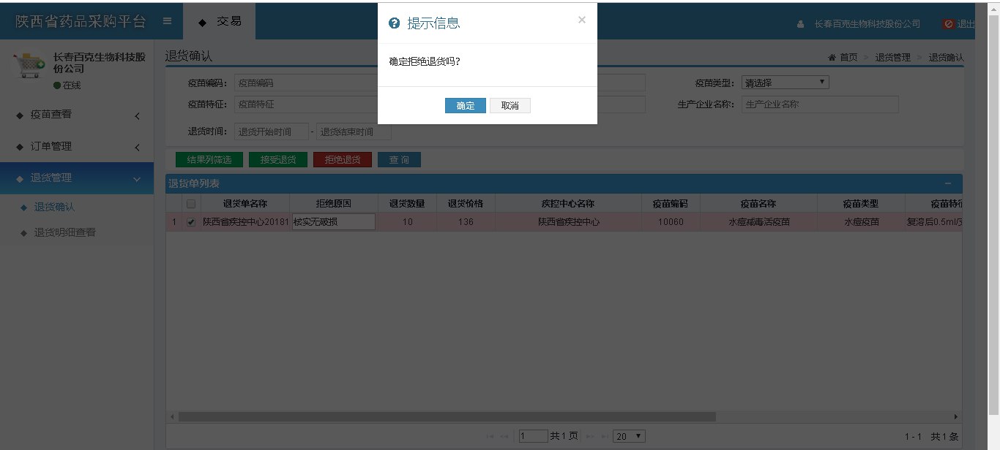 陕西省药品采购平台
交易
长春百克生物科技股份公司
退出
长春百克生物科技股
份公司
在线
疫苗查看
订单管理
退货管理
退货确认
退货明细查看
提示信息
×
确定拒绝退货吗?
确定
取消
退货确认
首页 > 退货管理 > 退货确认
疫苗编码： 疫苗编码
疫苗类型： 请选择
疫苗特征： 疫苗特征
生产企业名称： 生产企业名称
退货时间： 退货开始时间 - 退货结束时间
结果列筛选 接受退货 拒绝退货 查 询
退货单列表
退货单名称 拒绝原因 退货数量 退货价格 疾控中心名称 疫苗编码 疫苗名称 疫苗类型 疫苗特征
1 陕西省疾控中心20181 核实无破损 10 136 陕西省疾控中心 10060 水痘减毒活疫苗 水痘疫苗 复溶后0.5ml/支
1 共 1 页 20
1 - 1 共 1 条